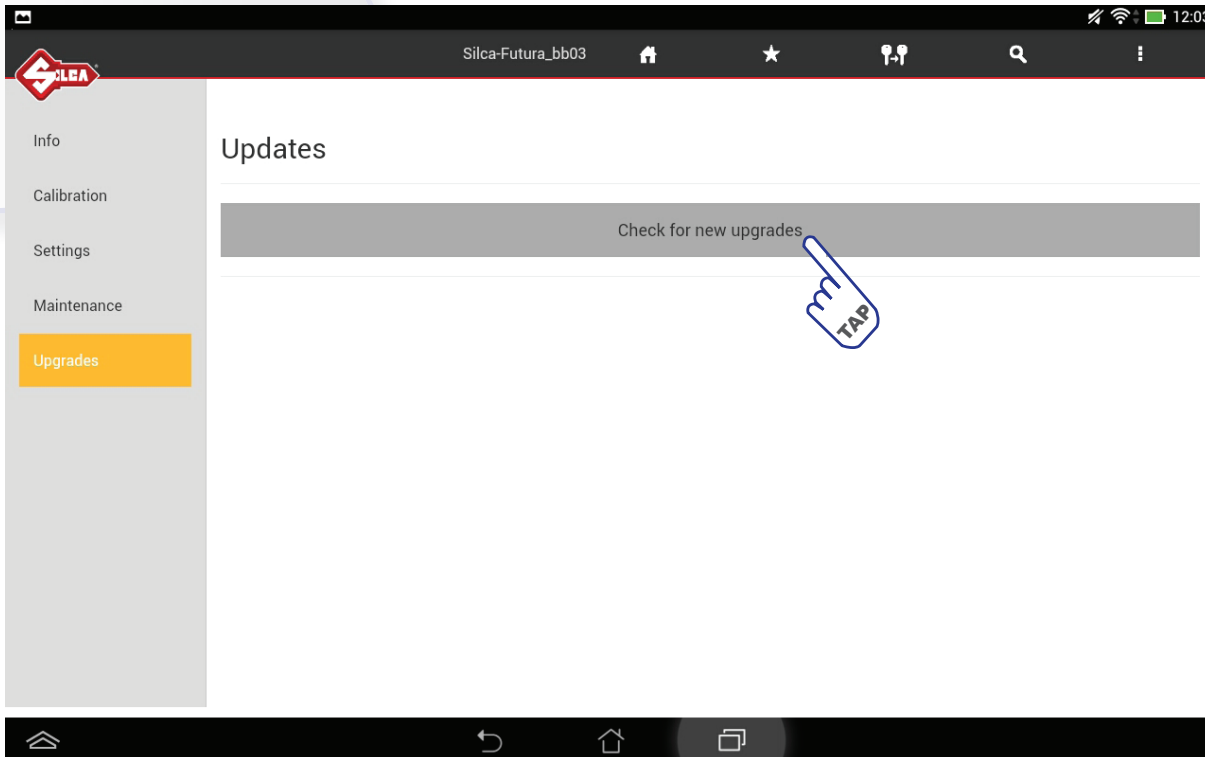 12:03
SILCA
Silca-Futura_bb03
Info
Calibration
Settings
Maintenance
Upgrades
Updates
Check for new upgrades
TAP